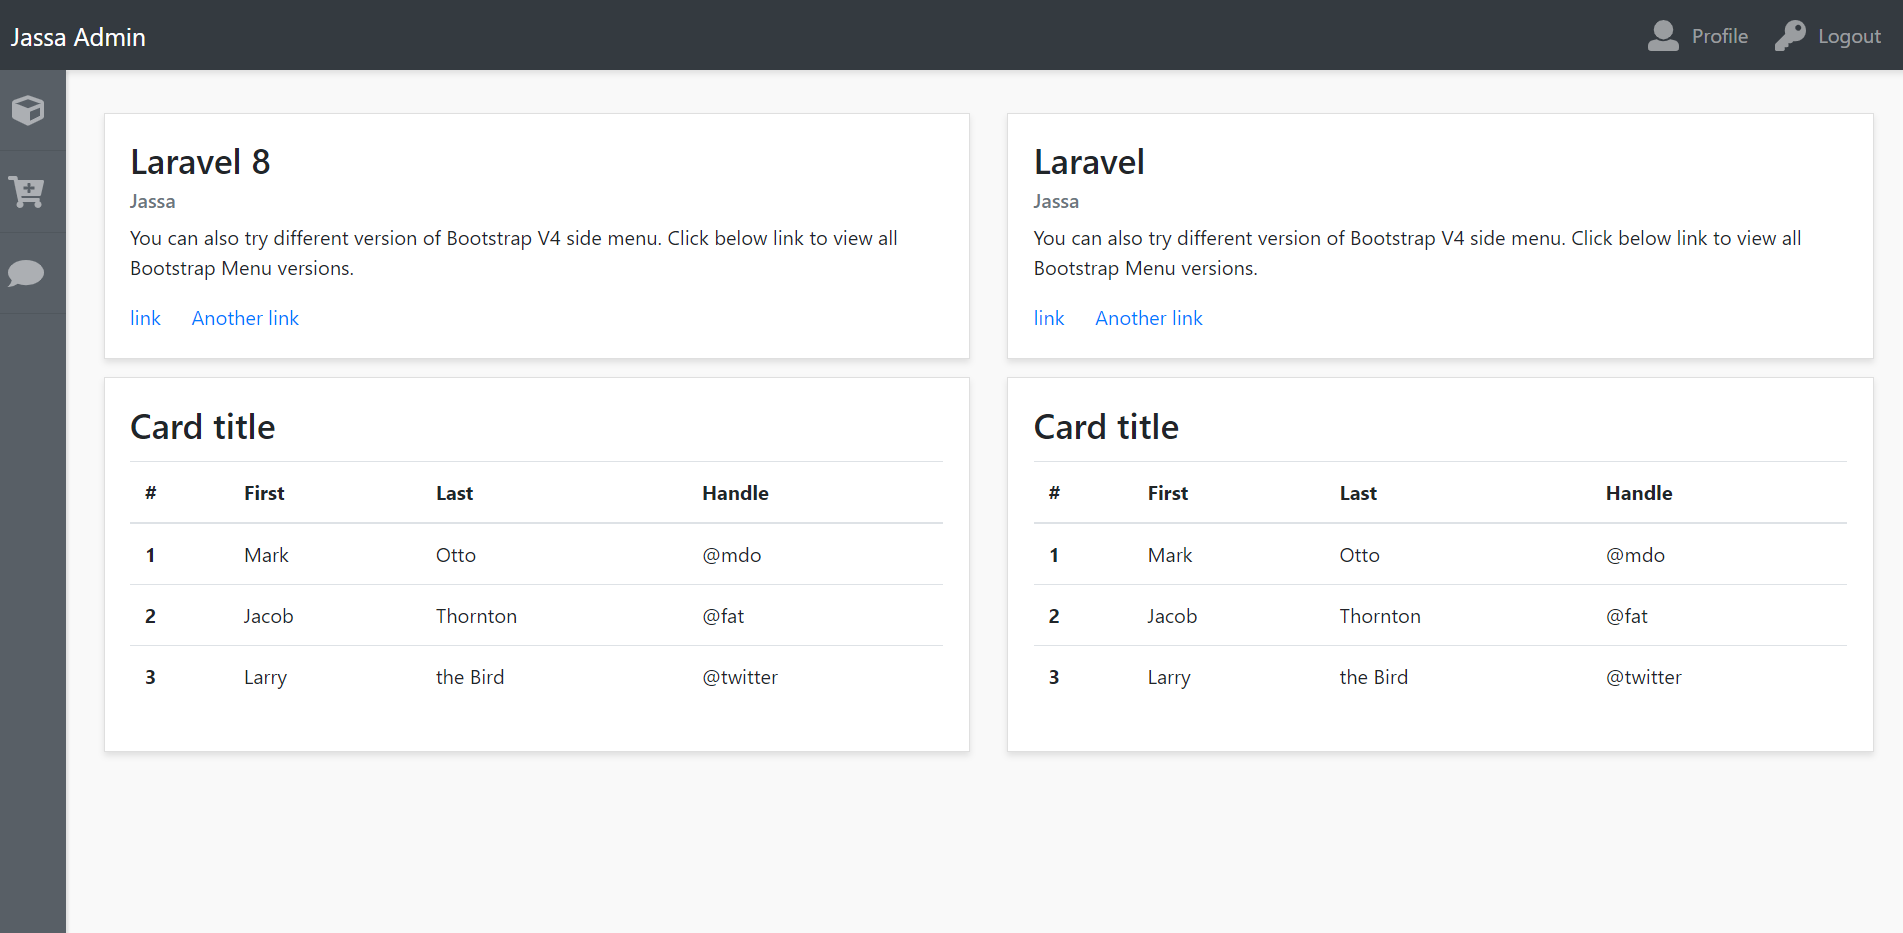 Jassa Admin
Profile
Logout
Laravel 8
Jassa
You can also try different version of Bootstrap V4 side menu. Click below link to view all
Bootstrap Menu versions.
link Another link
Laravel
Jassa
You can also try different version of Bootstrap V4 side menu. Click below link to view all
Bootstrap Menu versions.
link Another link
Card title
# First Last Handle
1 Mark Otto @mdo
2 Jacob Thornton @fat
3 Larry the Bird @twitter
Card title
# First Last Handle
1 Mark Otto @mdo
2 Jacob Thornton @fat
3 Larry the Bird @twitter